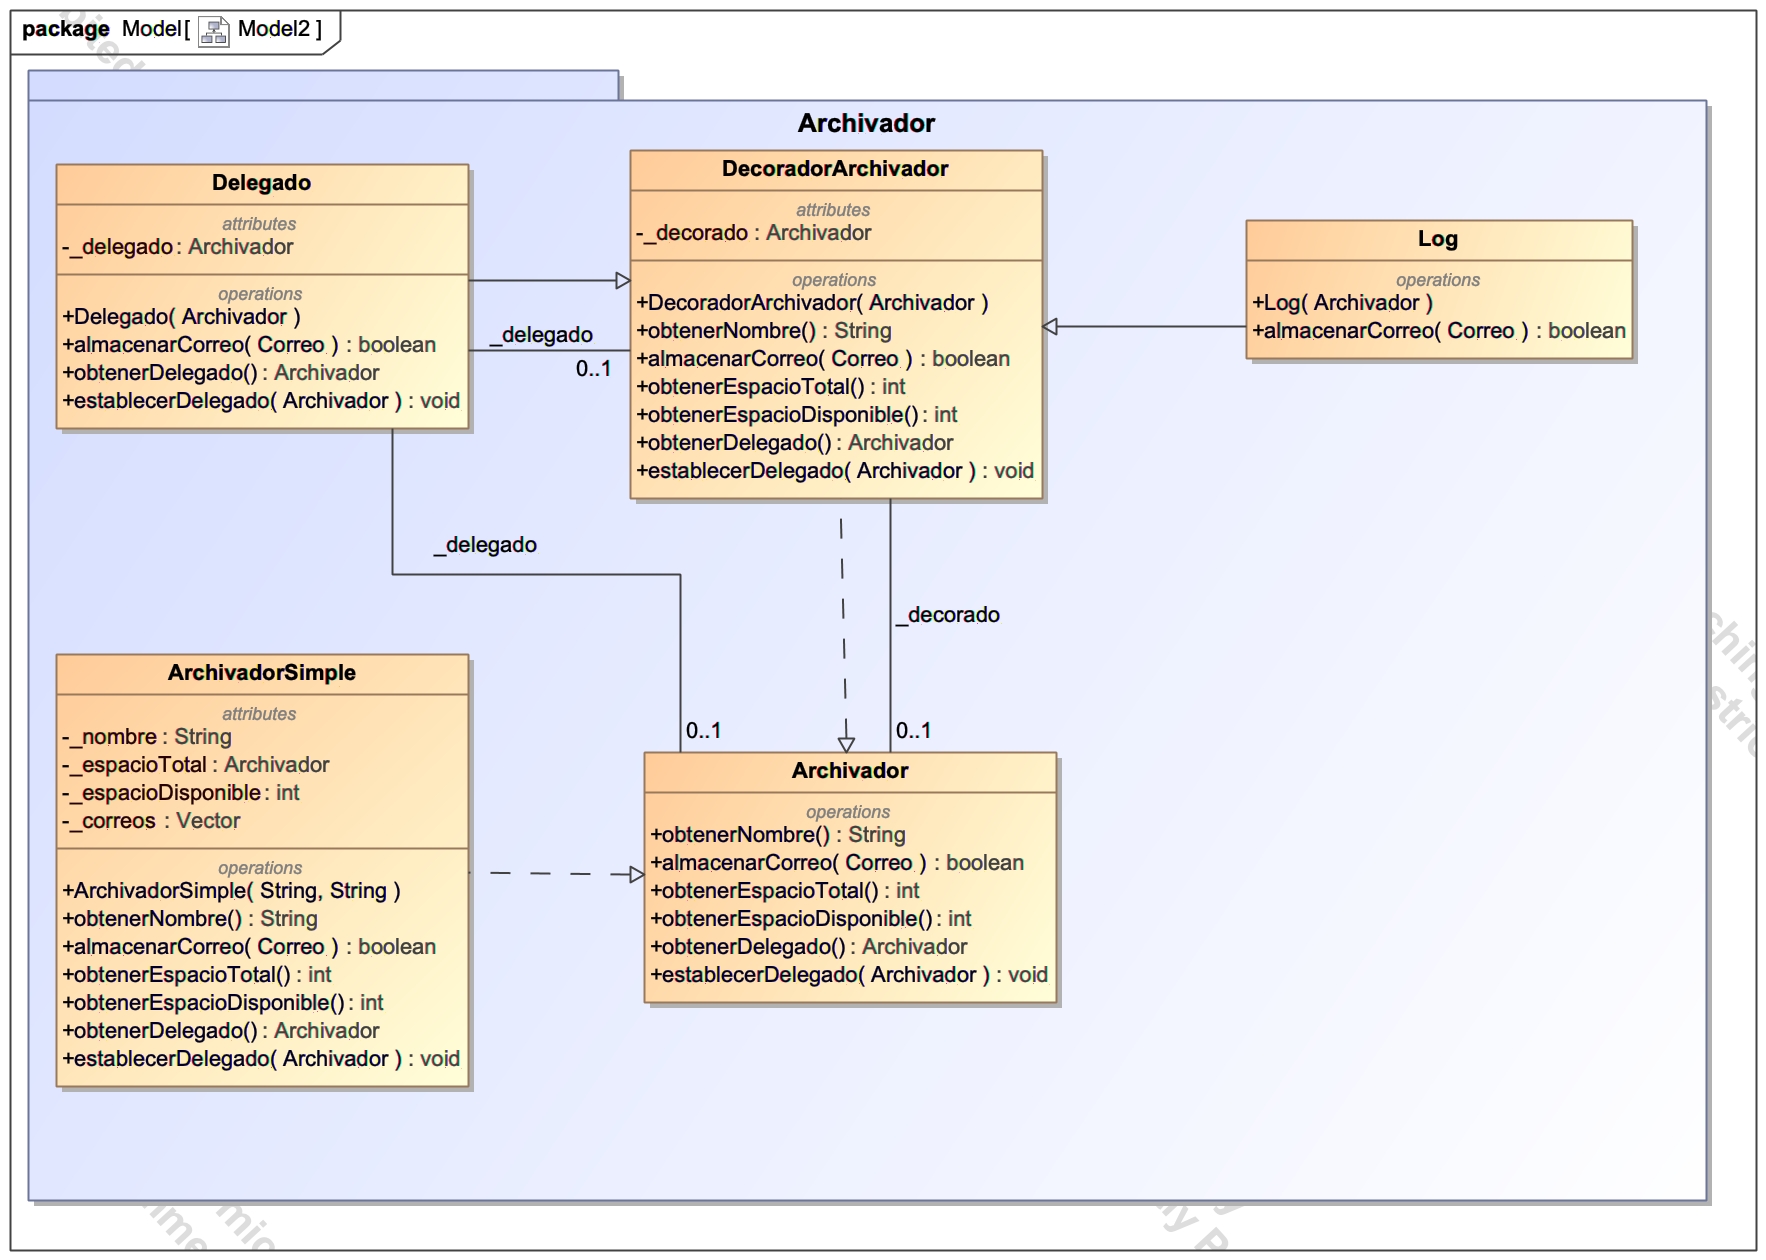 package Model[ Model2 ]
Archivador
Delegado
attributes
-_delegado : Archivador
operations
+Delegado( Archivador )
+almacenarCorreo( Correo ) : boolean
+obtenerDelegado() : Archivador
+establecerDelegado( Archivador ) : void
DecoradorArchivador
attributes
-_decorado : Archivador
operations
+DecoradorArchivador( Archivador )
+obtenerNombre() : String
+almacenarCorreo( Correo ) : boolean
+obtenerEspacioTotal() : int
+obtenerEspacioDisponible() : int
+obtenerDelegado() : Archivador
+establecerDelegado( Archivador ) : void
Log
operations
+Log( Archivador )
+almacenarCorreo( Correo ) : boolean
_delegado
0..1
_delegado
0..1
_decorado
0..1
ArchivadorSimple
attributes
-_nombre : String
-_espacioTotal : Archivador
-_espacioDisponible : int
-_correos : Vector
operations
+ArchivadorSimple( String, String )
+obtenerNombre() : String
+almacenarCorreo( Correo ) : boolean
+obtenerEspacioTotal() : int
+obtenerEspacioDisponible() : int
+obtenerDelegado() : Archivador
+establecerDelegado( Archivador ) : void
Archivador
operations
+obtenerNombre() : String
+almacenarCorreo( Correo ) : boolean
+obtenerEspacioTotal() : int
+obtenerEspacioDisponible() : int
+obtenerDelegado() : Archivador
+establecerDelegado( Archivador ) : void